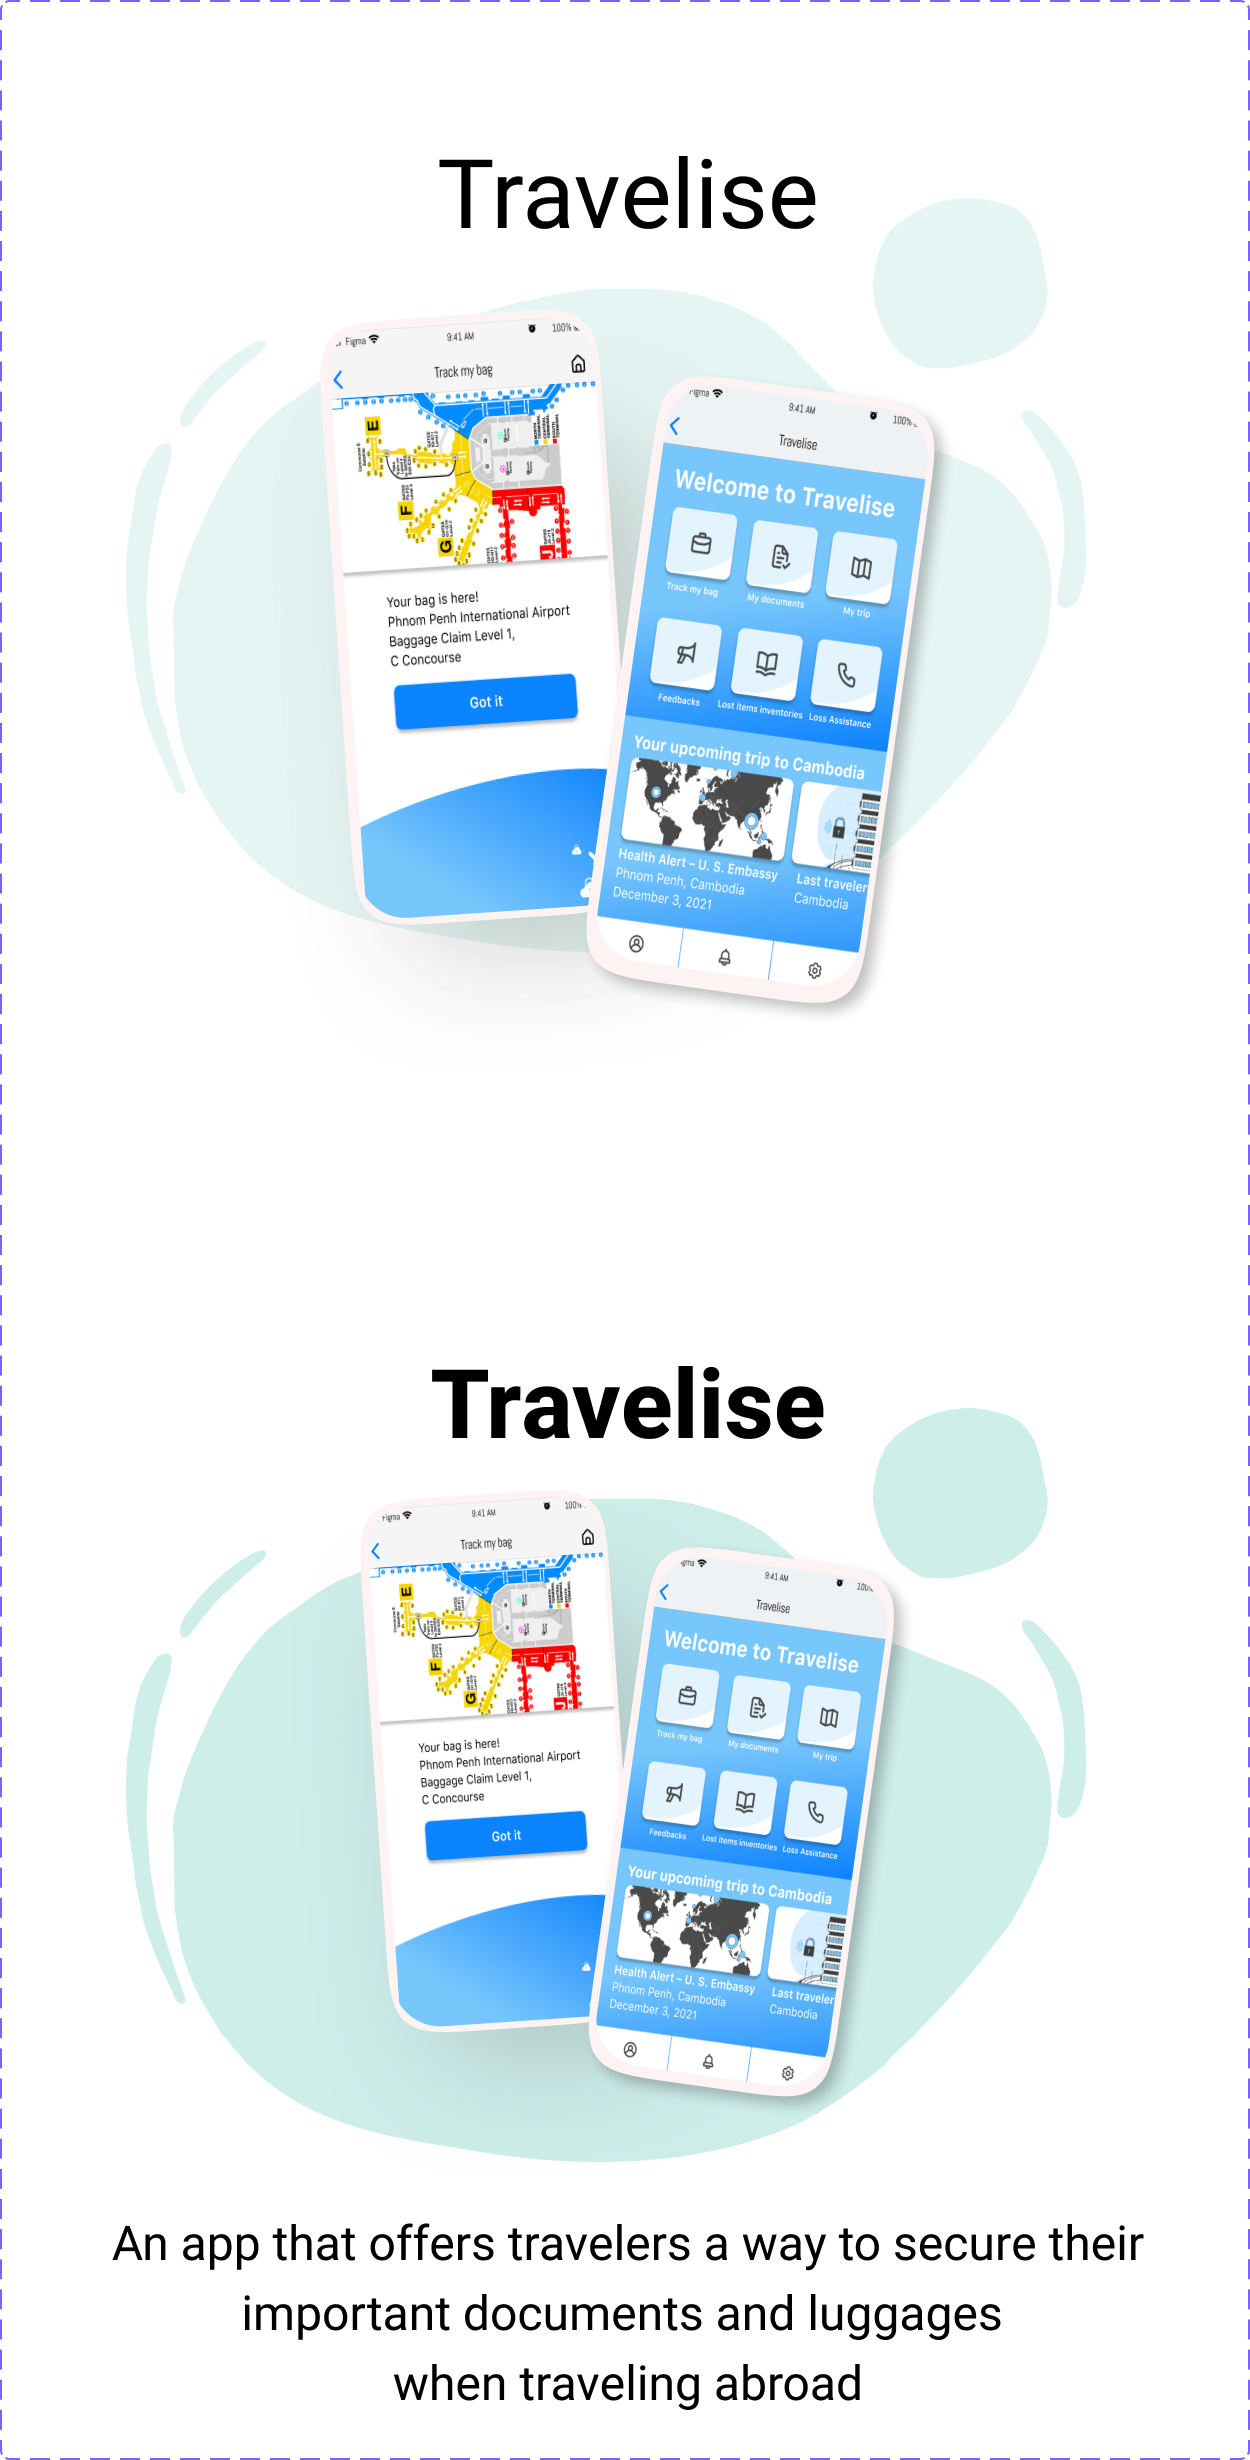 Travelise
Figma
9:41 AM
100%
Track my bag
E
F
G
J
Your bag is here!
Phnom Penh International Airport
Baggage Claim Level 1,
C Concourse
Got it
9:41 AM
100%
Travelise
Welcome to Travelise
Track my bag
My documents
My trip
Feedbacks
Lost items inventories
Loss Assistance
Your upcoming trip to Cambodia
Health Alert – U. S. Embassy
Phnom Penh, Cambodia
December 3, 2021
Last traveler
Cambodia
Travelise
9:41 AM
Track my bag
E
F
G
J
Your bag is here!
Phnom Penh International Airport
Baggage Claim Level 1,
C Concourse
Got it
9:41 AM
Travelise
Welcome to Travelise
Track my bag
My documents
My trip
Feedbacks
Lost items inventories
Loss Assistance
Your upcoming trip to Cambodia
Health Alert – U. S. Embassy
Phnom Penh, Cambodia
December 3, 2021
Last traveler
Cambodia
An app that offers travelers a way to secure their
important documents and luggages
when traveling abroad